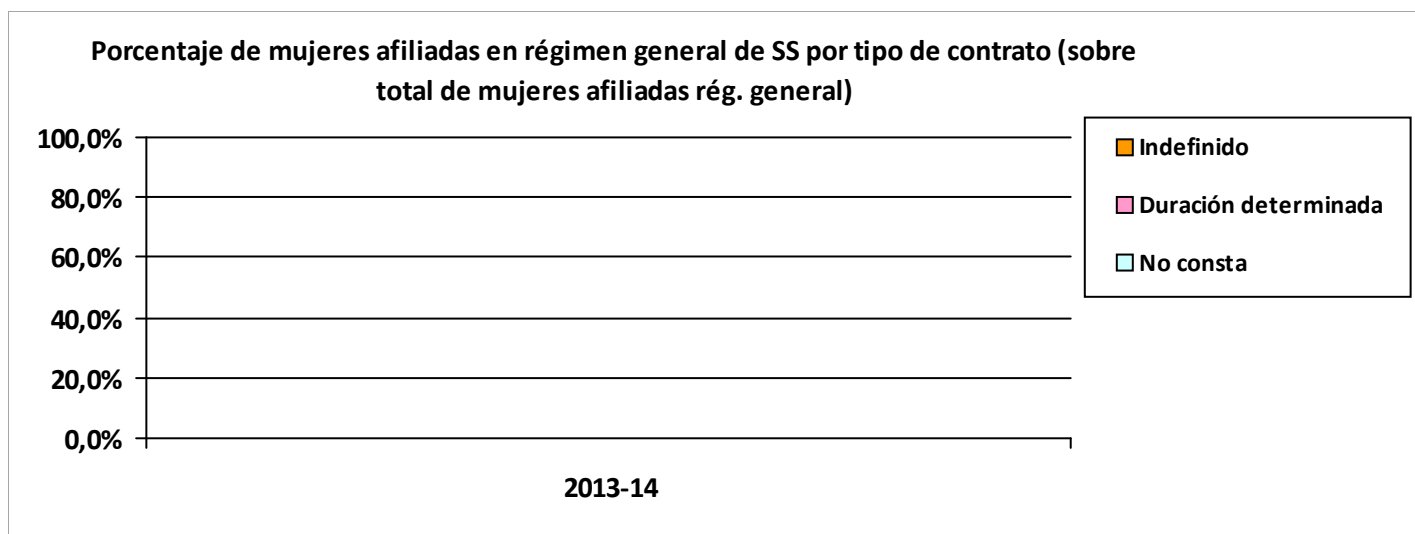 Porcentaje de mujeres afiliadas en régimen general de SS por tipo de contrato (sobre
total de mujeres afiliadas rég. general)
100,0%
80,0%
60,0%
40,0%
20,0%
0,0%
2013-14
Indefinido
Duración determinada
No consta